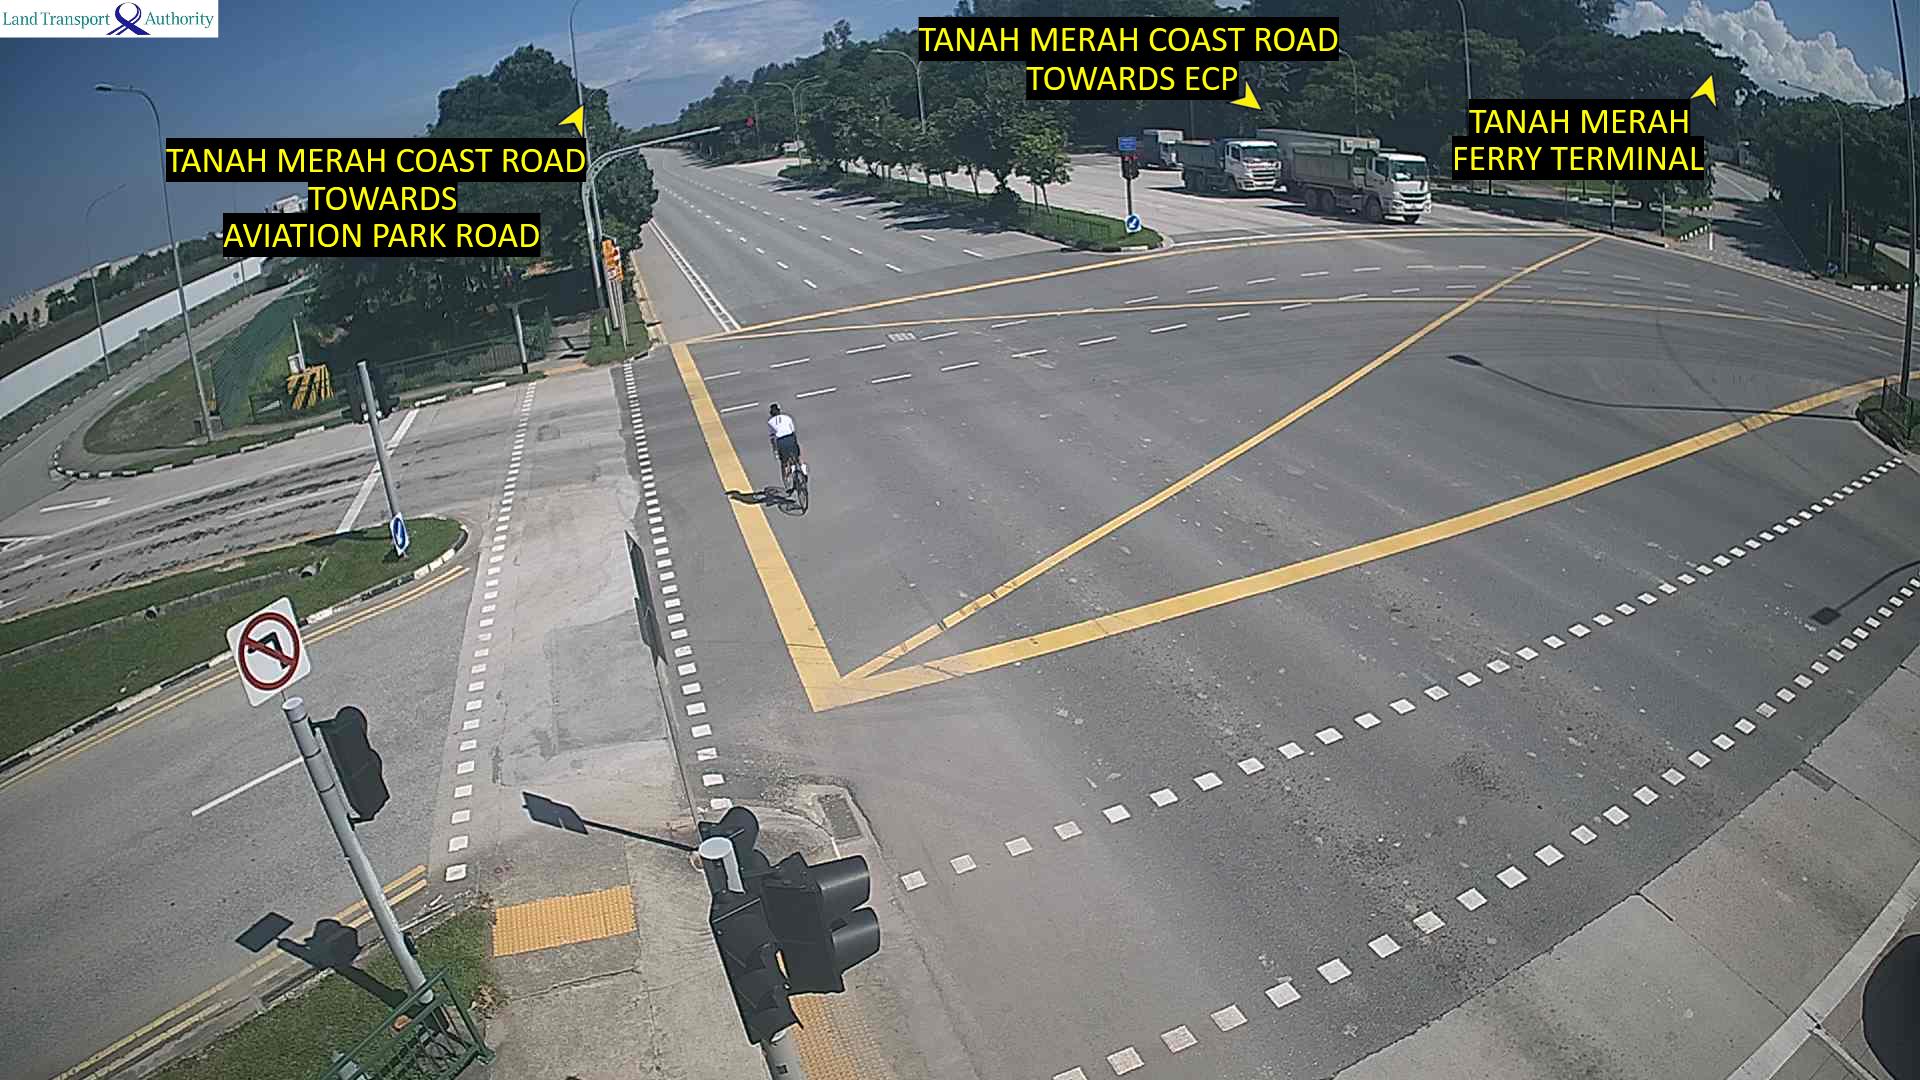 Land Transport Authority
TANAH MERAH COAST ROAD
TOWARDS ECP
TANAH MERAH
FERRY TERMINAL
TANAH MERAH COAST ROAD
TOWARDS
AVIATION PARK ROAD